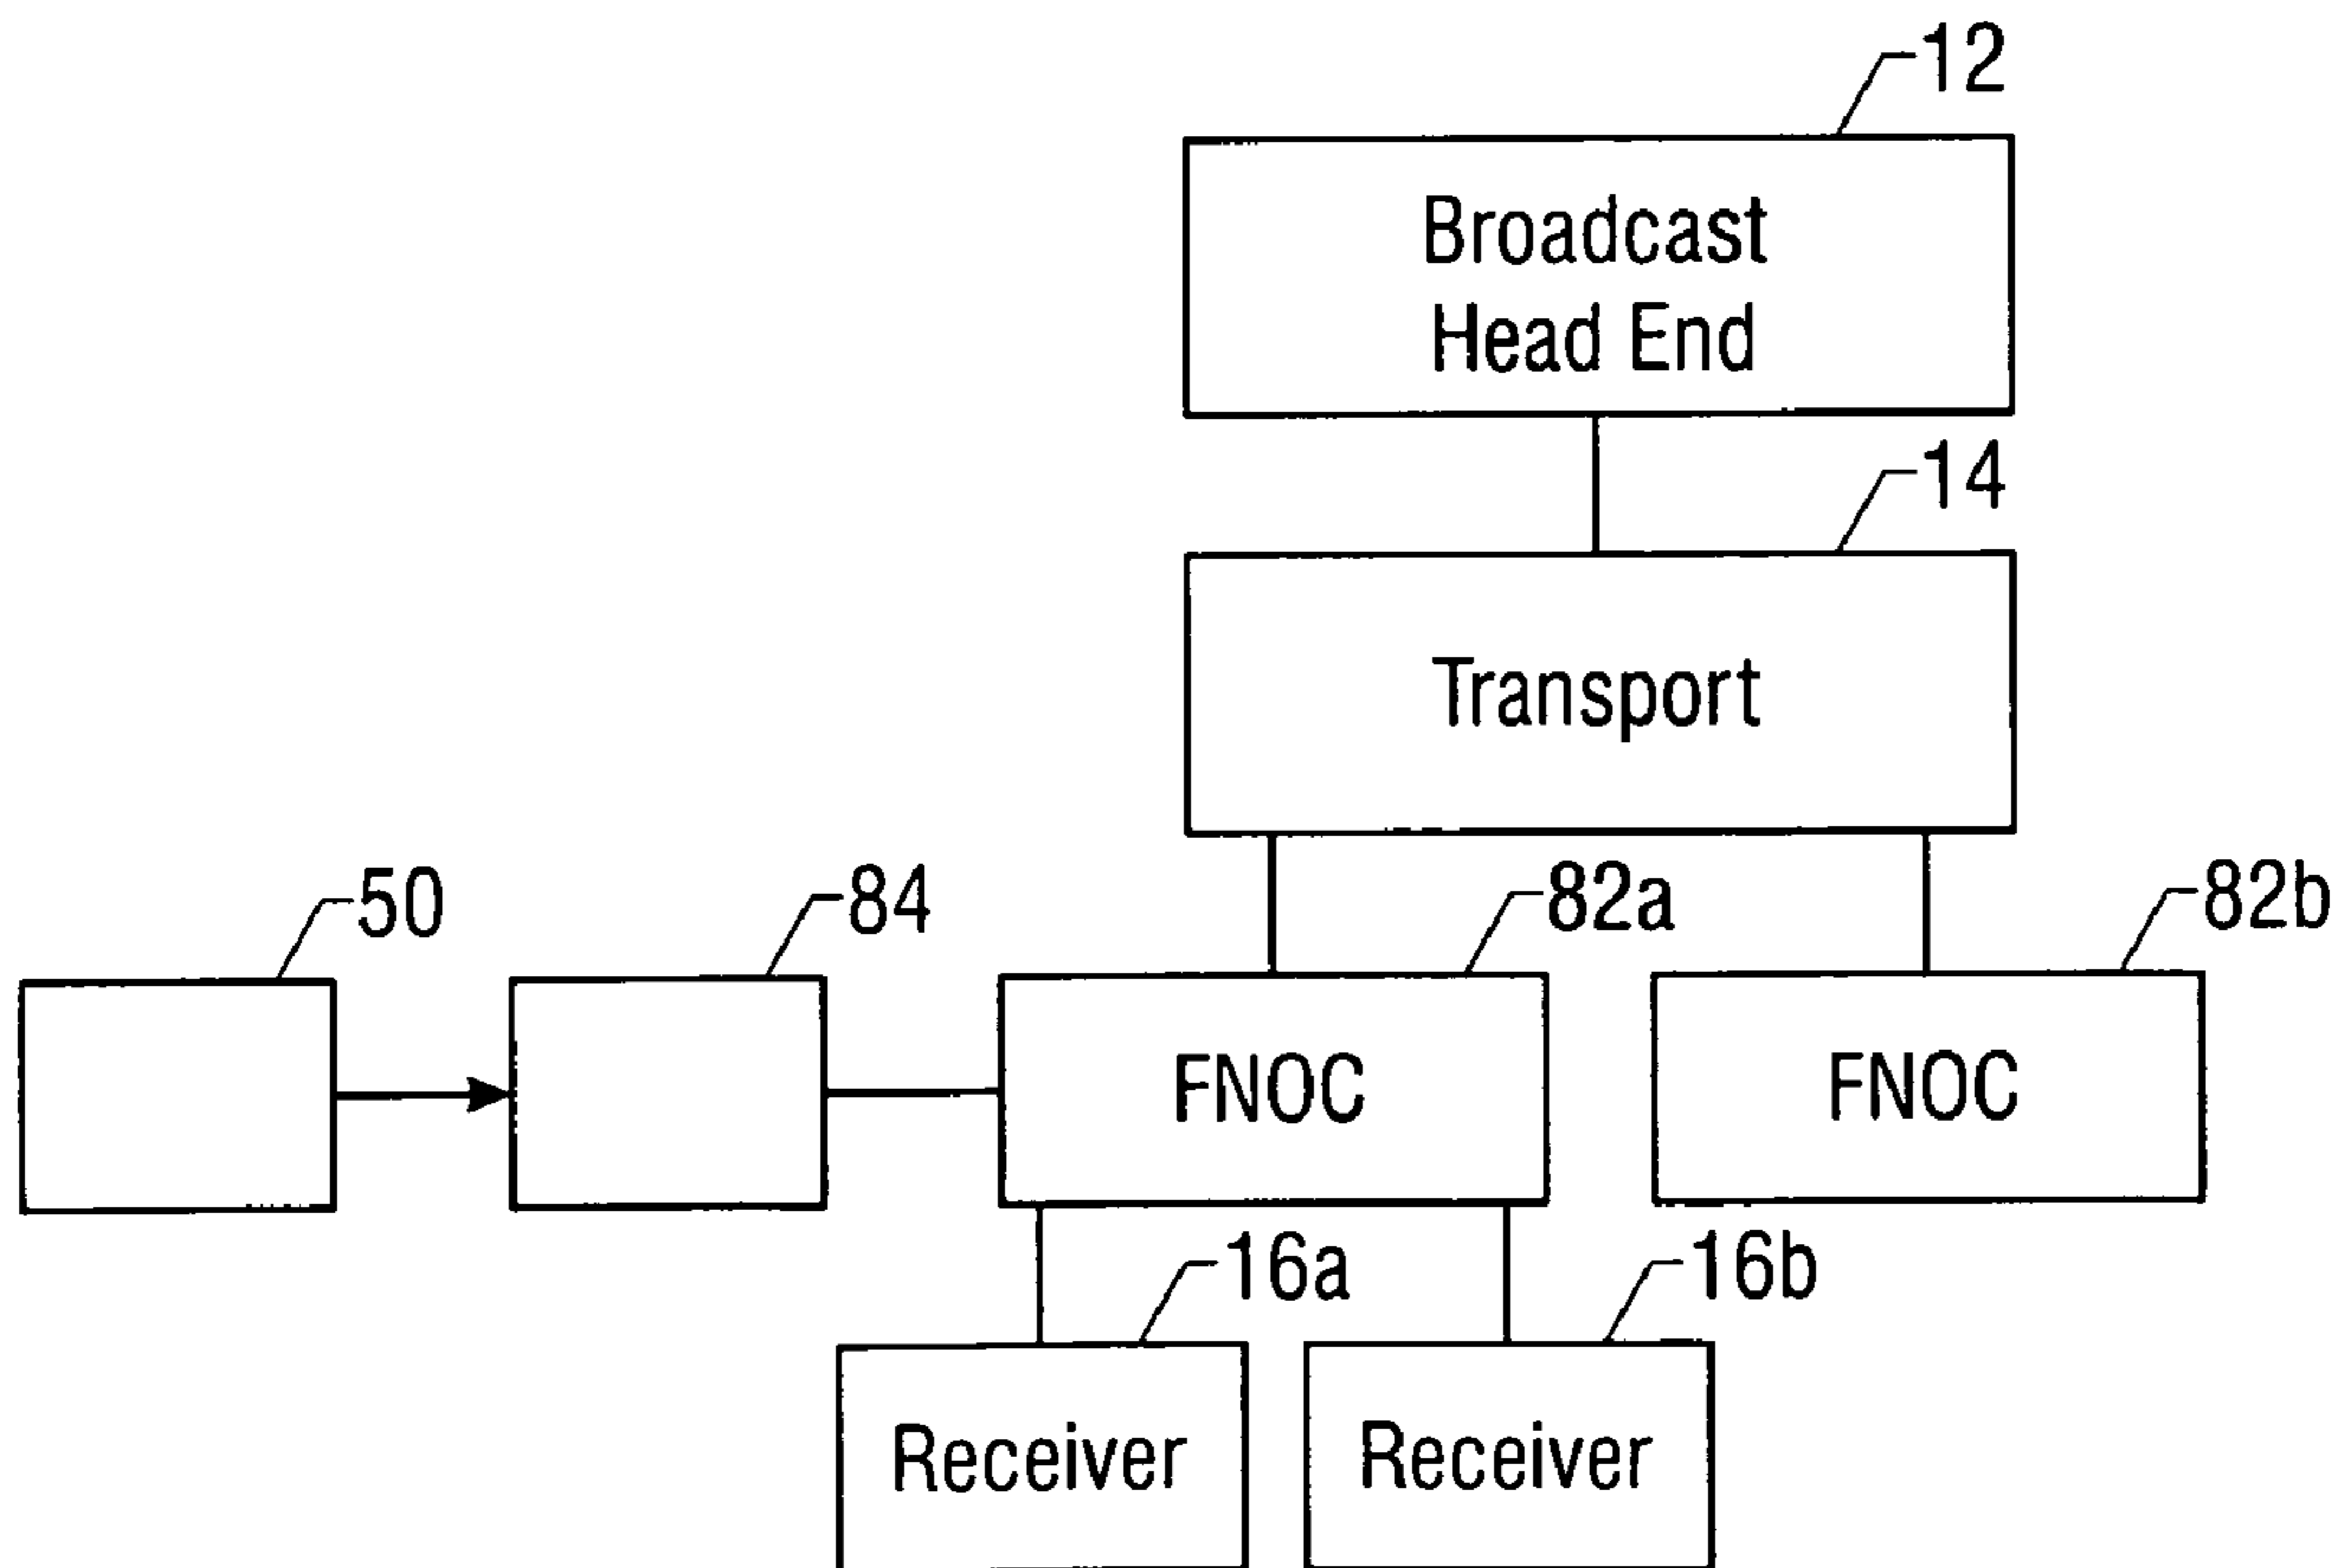 12
Broadcast
Head End
14
Transport
50
84
82a
82b
FNOC
FNOC
16a
16b
Receiver
Receiver